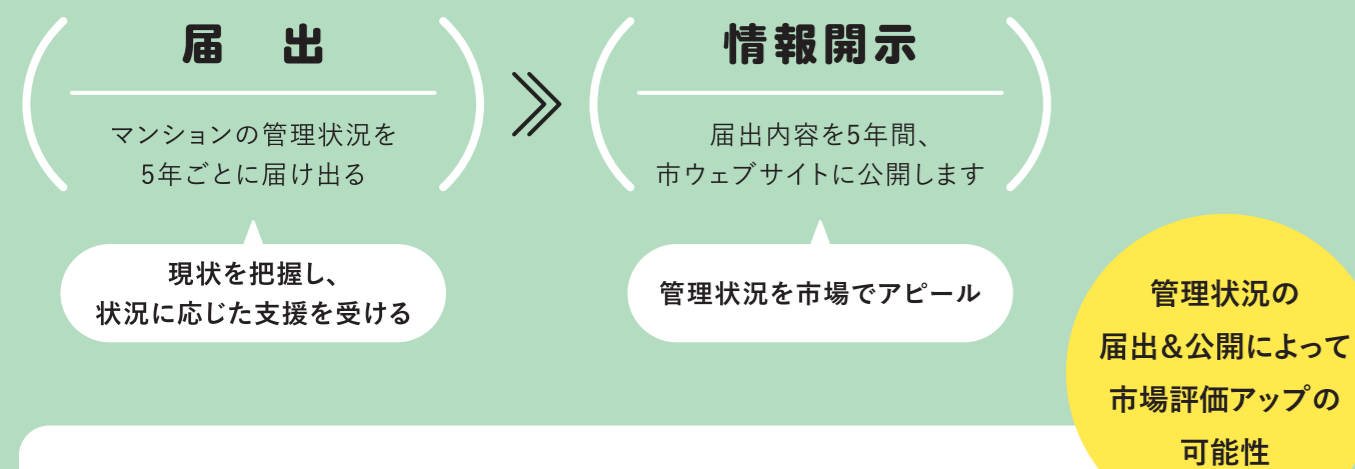 届 出
マンションの管理状況を
5年ごとに届け出る
現状を把握し、
状況に応じた支援を受ける
情報開示
届出内容を5年間、
市ウェブサイトに公開します
管理状況を市場でアピール
管理状況の
届出&公開によって
市場評価アップの
可能性